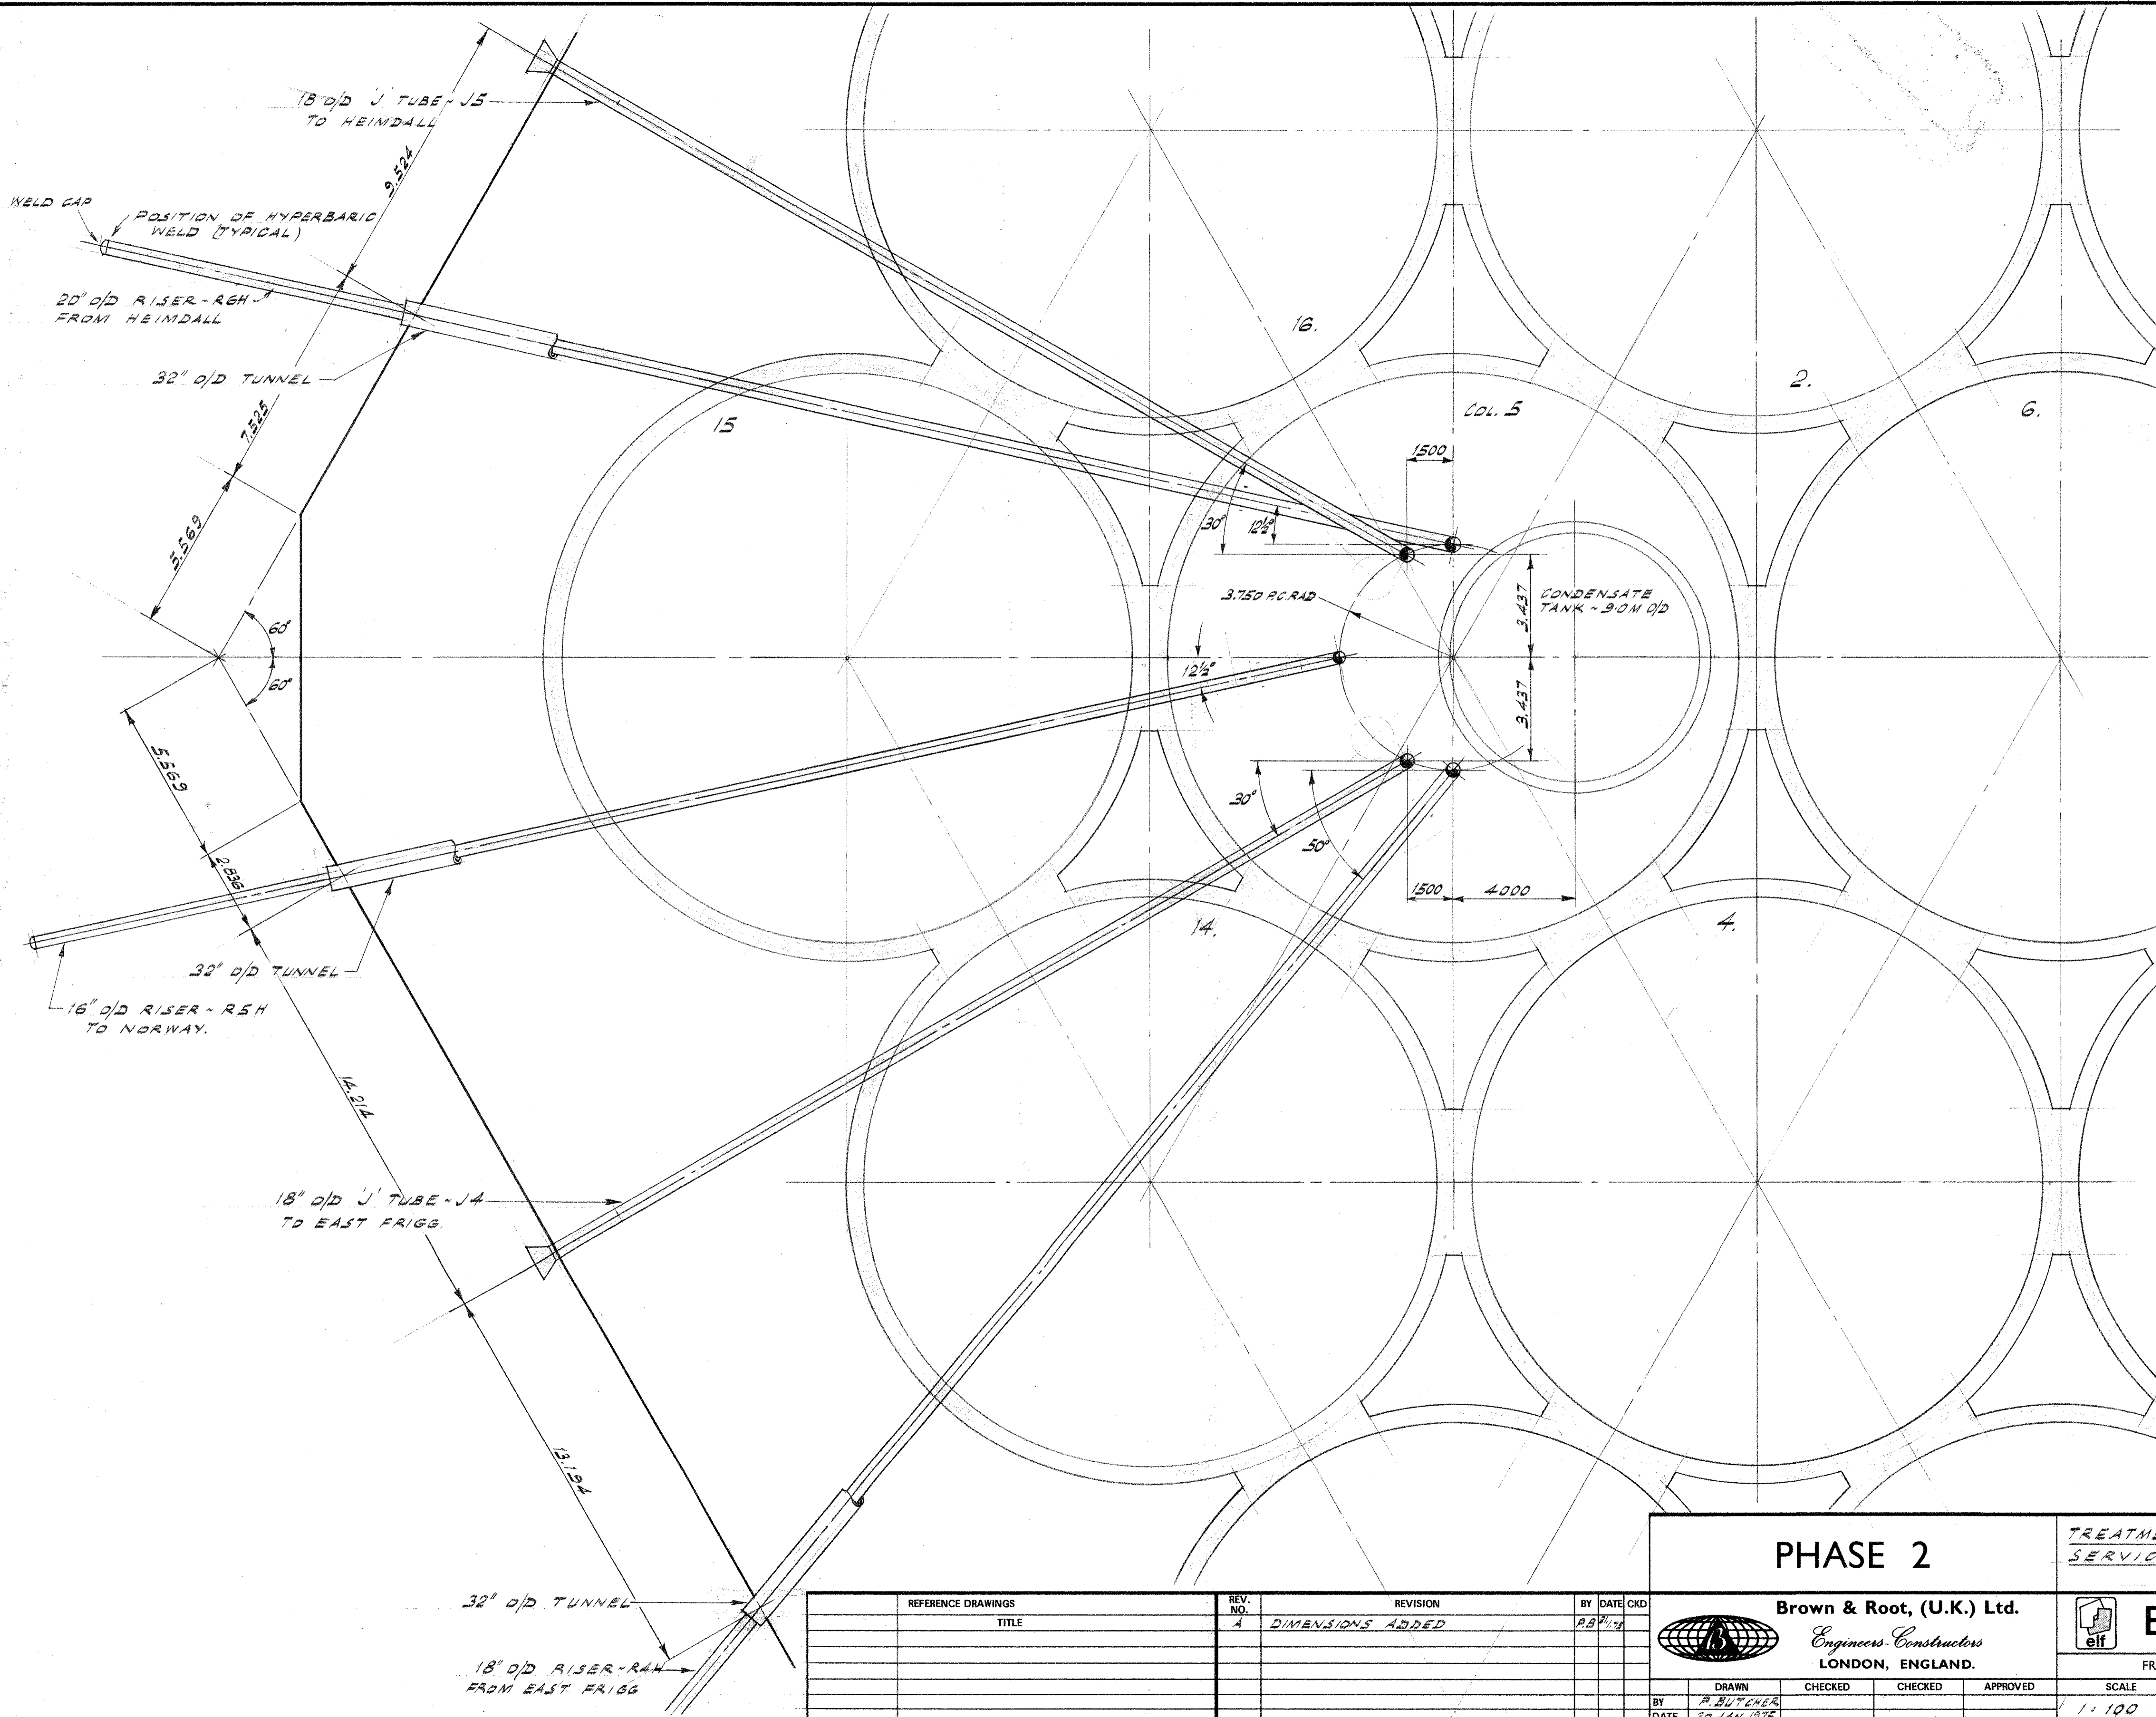 18 O/D 'J' TUBE ~ J5
TO HEIMDALL
9.524
WELD CAP
POSITION OF HYPERBARIC
WELD (TYPICAL)
20" O/D RISER ~ R6H
FROM HEIMDALL
32" O/D TUNNEL
7.525
5.569
60°
60°
5.569
2.836
32" O/D TUNNEL
16" O/D RISER ~ R5H
TO NORWAY.
14.214
18" O/D 'J' TUBE ~ J4
TO EAST FRIGG.
13.194
32" O/D TUNNEL
18" O/D RISER ~ R4H
FROM EAST FRIGG
16.
2.
15
COL. 5
6.
1500
30°
12½°
3.750 P.C. RAD
3.437
CONDENSATE
TANK ~ 9.0M O/D
12½°
3.437
30°
50°
1500
4000
14.
4.
PHASE 2
TREATM
SERVIC
REFERENCE DRAWINGS
TITLE
REV. NO.
REVISION
BY DATE CKD
A DIMENSIONS ADDED P.B
Brown & Root, (U.K.) Ltd.
Engineers-Constructors
LONDON, ENGLAND.
elf
E
FR
DRAWN CHECKED CHECKED APPROVED SCALE
BY P. BUTCHER
1:100
DATE JAN 1975